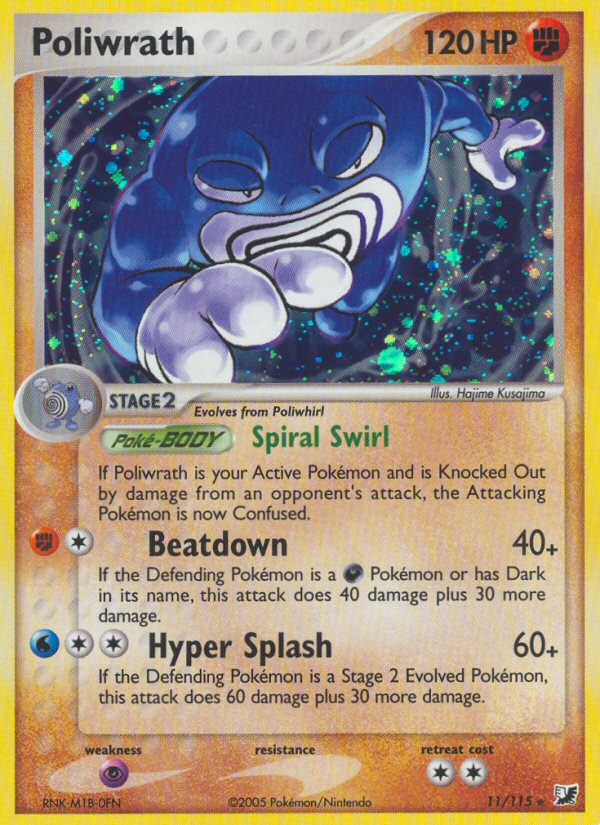 Poliwrath
120 HP
Illus. Hajime Kusajima
STAGE 2
Evolves from Poliwhirl
Poké-BODY Spiral Swirl
If Poliwrath is your Active Pokémon and is Knocked Out
by damage from an opponent's attack, the Attacking
Pokémon is now Confused.
Beatdown 40+
If the Defending Pokémon is a Pokémon or has Dark
in its name, this attack does 40 damage plus 30 more
damage.
Hyper Splash 60+
If the Defending Pokémon is a Stage 2 Evolved Pokémon,
this attack does 60 damage plus 30 more damage.
weakness resistance retreat cost
RNK-M1B-0FN ©2005 Pokémon/Nintendo 11/115 ★